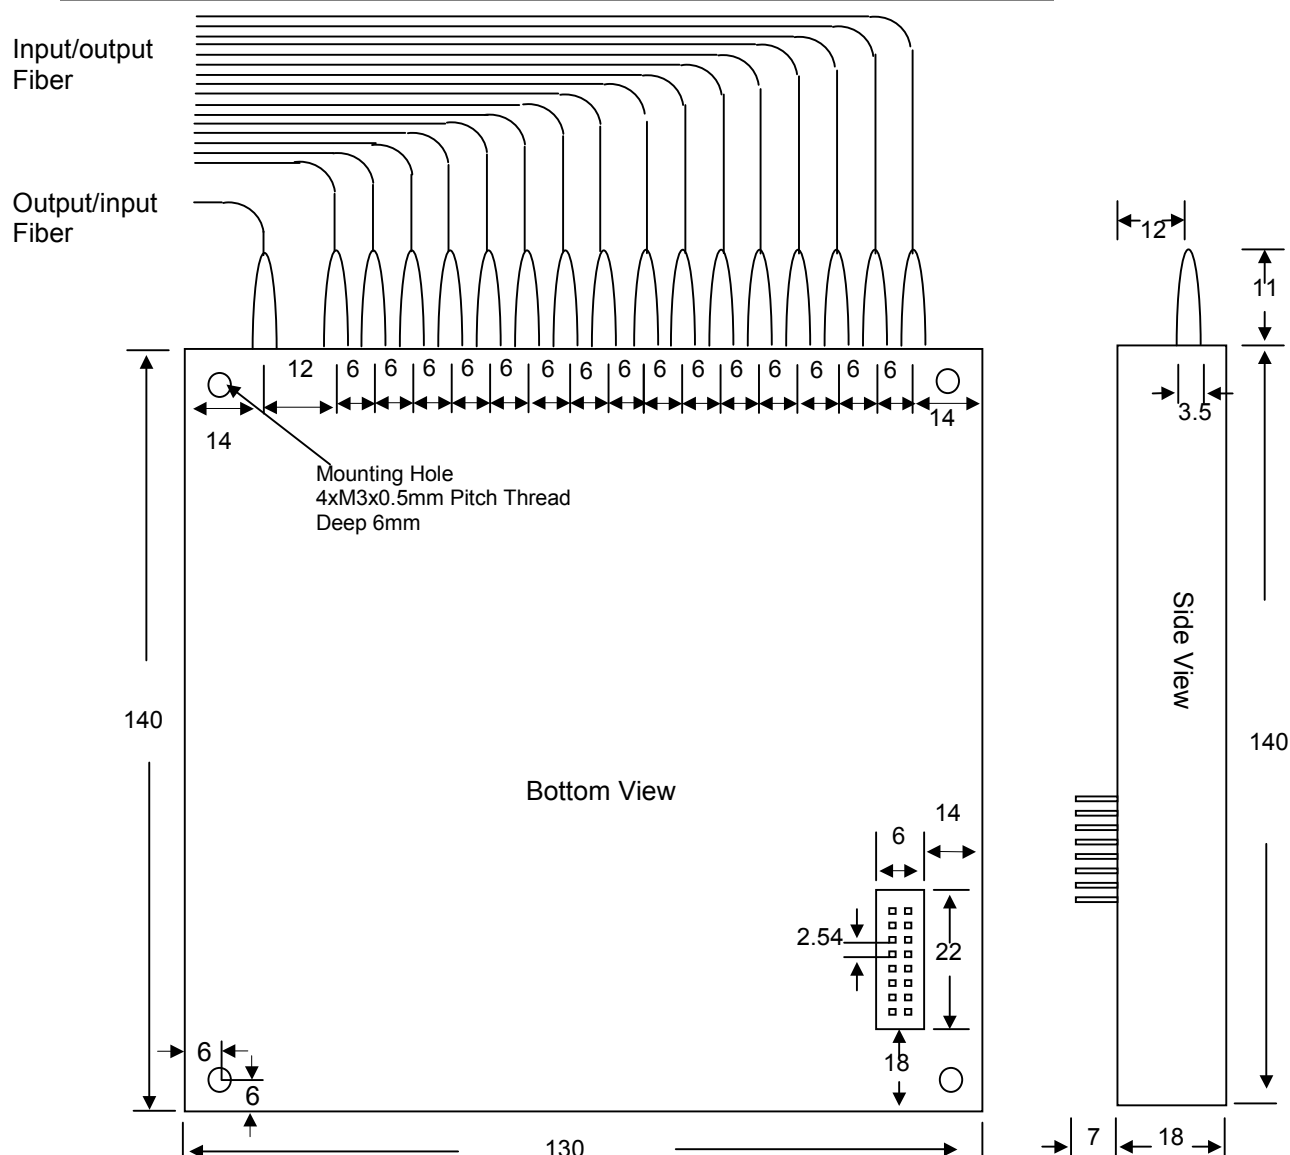 Input/output
Fiber
Output/input
Fiber
12
11
12 6 6 6 6 6 6 6 6 6 6 6 6 6 6 6
3.5
14
14
Mounting Hole
4xM3x0.5mm Pitch Thread
Deep 6mm
Side View
140
140
Bottom View
14
6
2.54
22
6
18
6
130
7
18